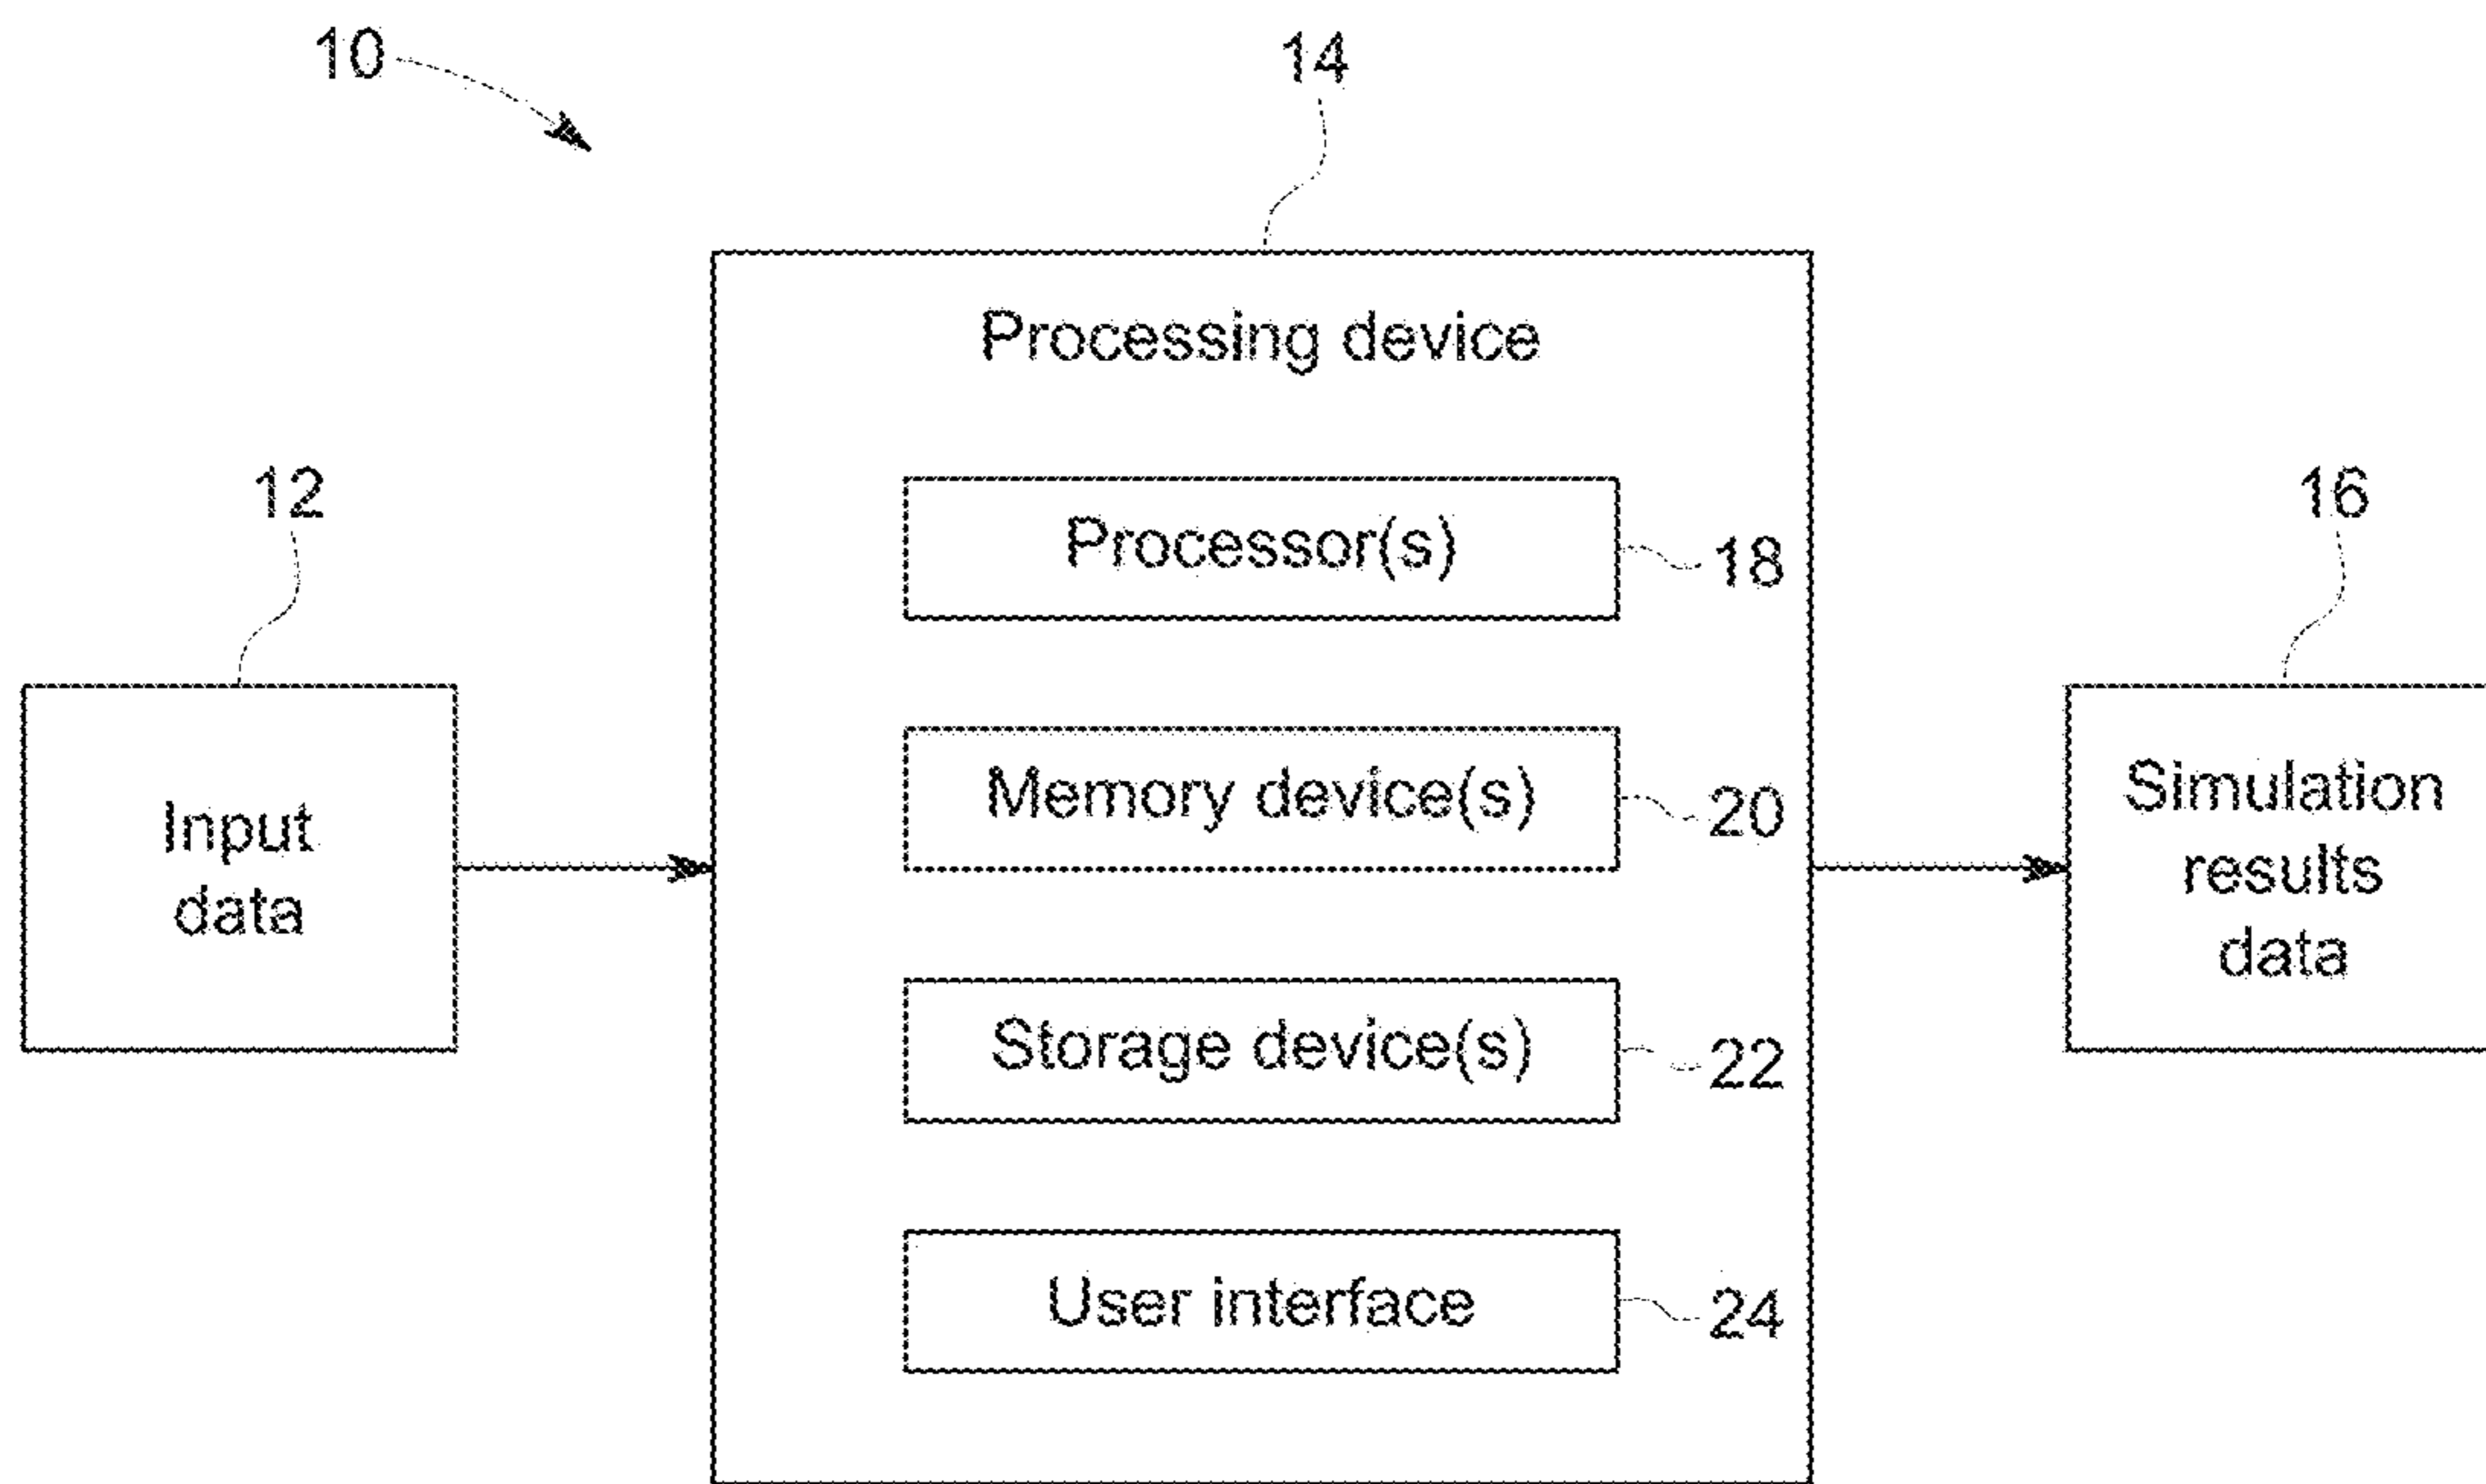 10
14
Processing device
12
16
Processor(s)
18
Memory device(s)
20
Input
data
Simulation
results
data
Storage device(s)
22
User interface
24